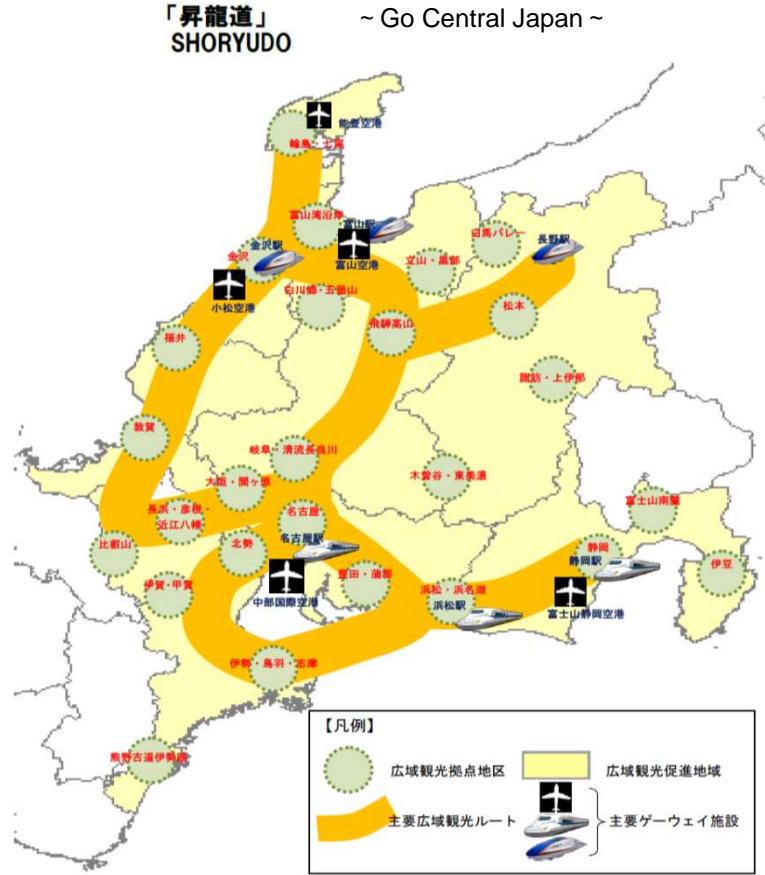 「昇龍道」
SHORYUDO
~ Go Central Japan ~
能登空港
輪島・七尾
富山湾沿岸
富山駅
金沢駅
金沢
富山空港
小松空港
白馬バレー
長野駅
立山・黒部
白川郷・五箇山
松本
飛騨高山
福井
諏訪・上伊那
敦賀
岐阜・清流長良川
大垣・関ヶ原
木曽谷・東美濃
長浜・彦根・
近江八幡
名古屋
名古屋駅
富士山南麓
比叡山
北勢
静岡
静岡駅
伊豆
伊賀・甲賀
中部国際空港
豊田・蒲郡
浜松・浜名湖
浜松駅
富士山静岡空港
伊勢・鳥羽・志摩
熊野古道伊勢路
【凡例】
広域観光拠点地区
広域観光促進地域
主要広域観光ルート
主要ゲーウェイ施設